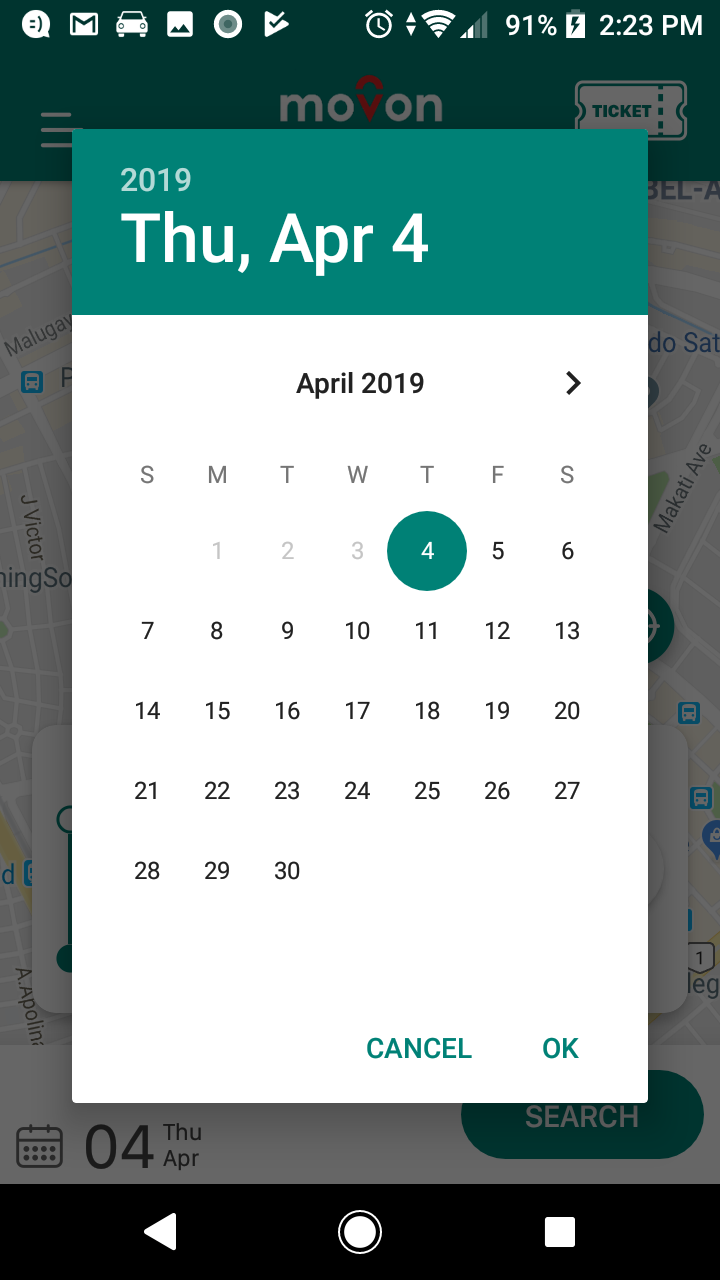 91% 2:23 PM
movon
TICKET
BEL-A
2019
Thu, Apr 4
Malugay
do Sat
P
April 2019
S M T W T F S
1 2 3 4 5 6
7 8 9 10 11 12 13
14 15 16 17 18 19 20
21 22 23 24 25 26 27
28 29 30
J Victor
Makati Ave
ningSo
d
1
leg
A.Apolina
CANCEL OK
SEARCH
04 Thu
Apr